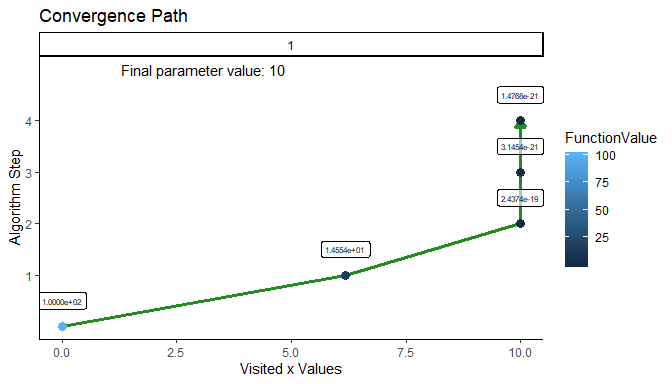 Convergence Path
1
Final parameter value: 10
1.4768e-21
3.1454e-21
2.4374e-19
1.4554e+01
1.0000e+02
4
3
2
1
Algorithm Step
0.0 2.5 5.0 7.5 10.0
Visited x Values
FunctionValue
100
75
50
25